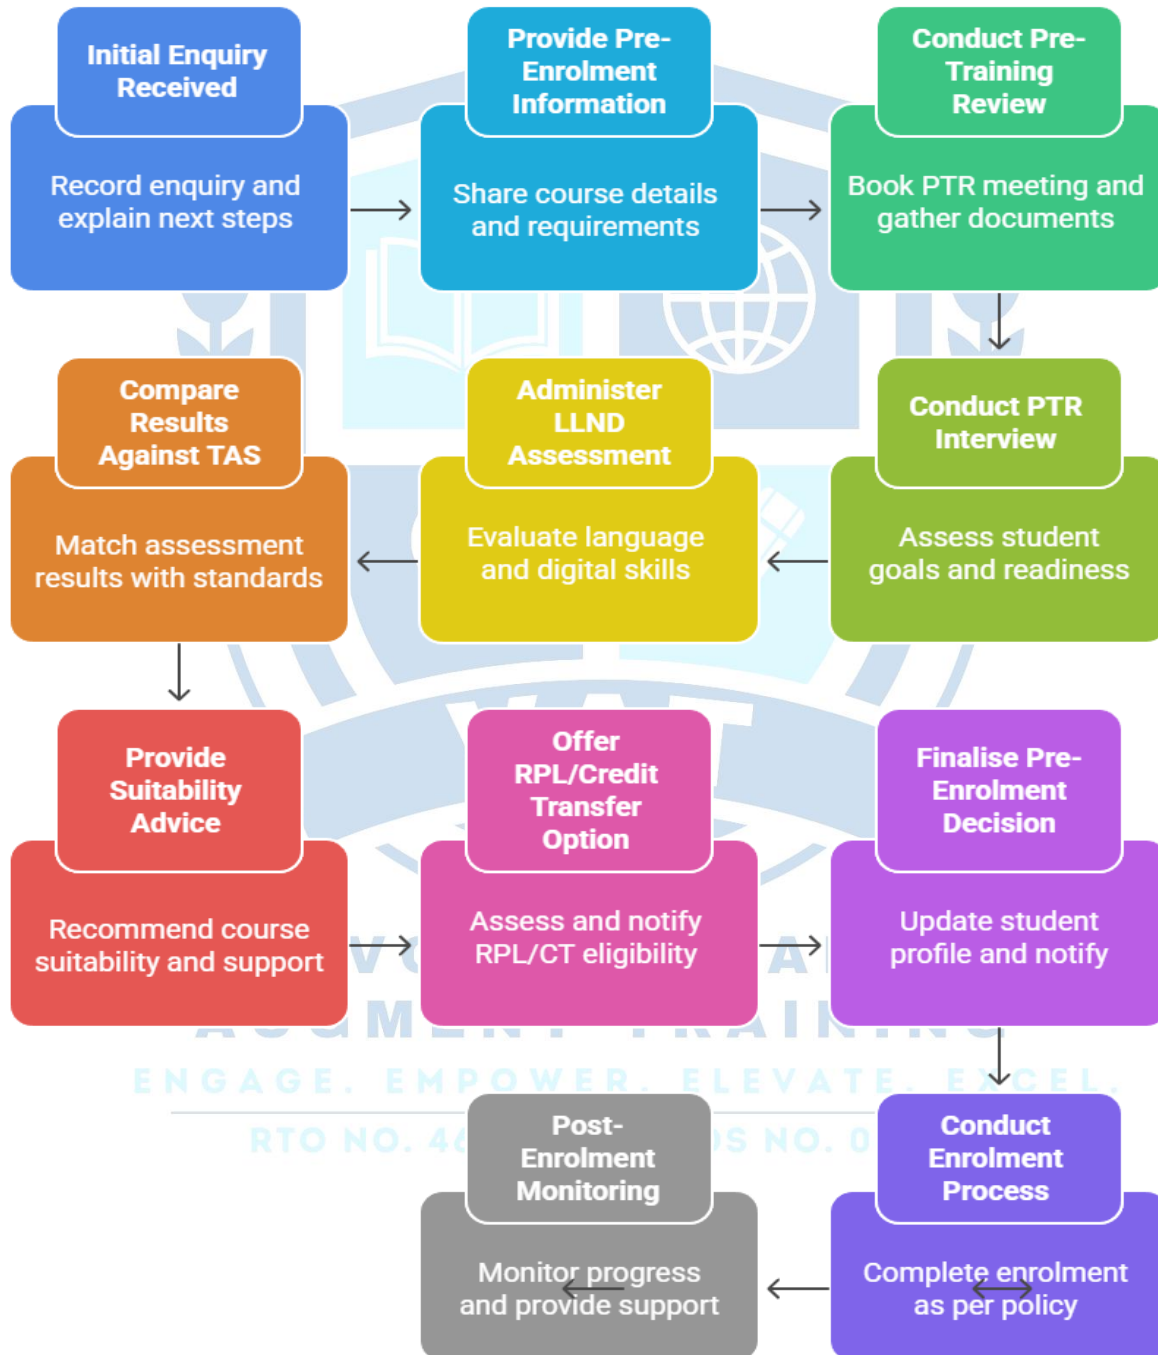 Initial Enquiry
Received
Record enquiry and
explain next steps
Provide Pre-
Enrolment
Information
Share course details
and requirements
Conduct Pre-
Training
Review
Book PTR meeting and
gather documents
Conduct PTR
Interview
Assess student
goals and readiness
Administer
LLND
Assessment
Evaluate language
and digital skills
Compare
Results
Against TAS
Match assessment
results with standards
Provide
Suitability
Advice
Recommend course
suitability and support
Offer
RPL/Credit
Transfer
Option
Assess and notify
RPL/CT eligibility
Finalise Pre-
Enrolment
Decision
Update student
profile and notify
AUGMENT TRAINING
ENGAGE. EMPOWER. ELEVATE. EXCEL.
RTO NO.
NO.
Conduct
Enrolment
Process
Complete enrolment
as per policy
Post-
Enrolment
Monitoring
Monitor progress
and provide support